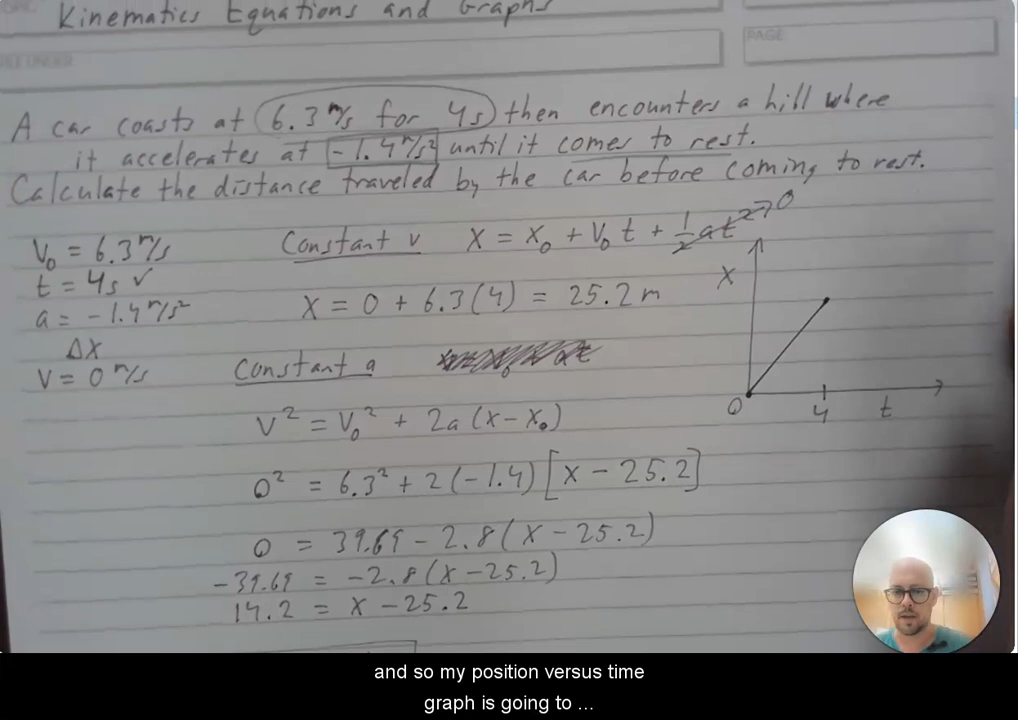 Kinematics Equations and Graphs
PAGE
A car coasts at 6.3 m/s for 4s then encounters a hill where
it accelerates at -1.4 m/s² until it comes to rest.
Calculate the distance traveled by the car before coming to rest.
V₀ = 6.3 m/s
Constant v X = X₀ + V₀ t + ½at² → 0
t = 4s ✓
X = 0 + 6.3(4) = 25.2 m
a = -1.4 m/s²
ΔX
V = 0 m/s
Constant a
V² = V₀² + 2a (x - x₀)
0² = 6.3² + 2(-1.4) [x - 25.2]
0 = 39.69 - 2.8(x - 25.2)
-39.69 = -2.8(x - 25.2)
14.2 = x - 25.2
X
0
4
t
and so my position versus time
graph is going to ...